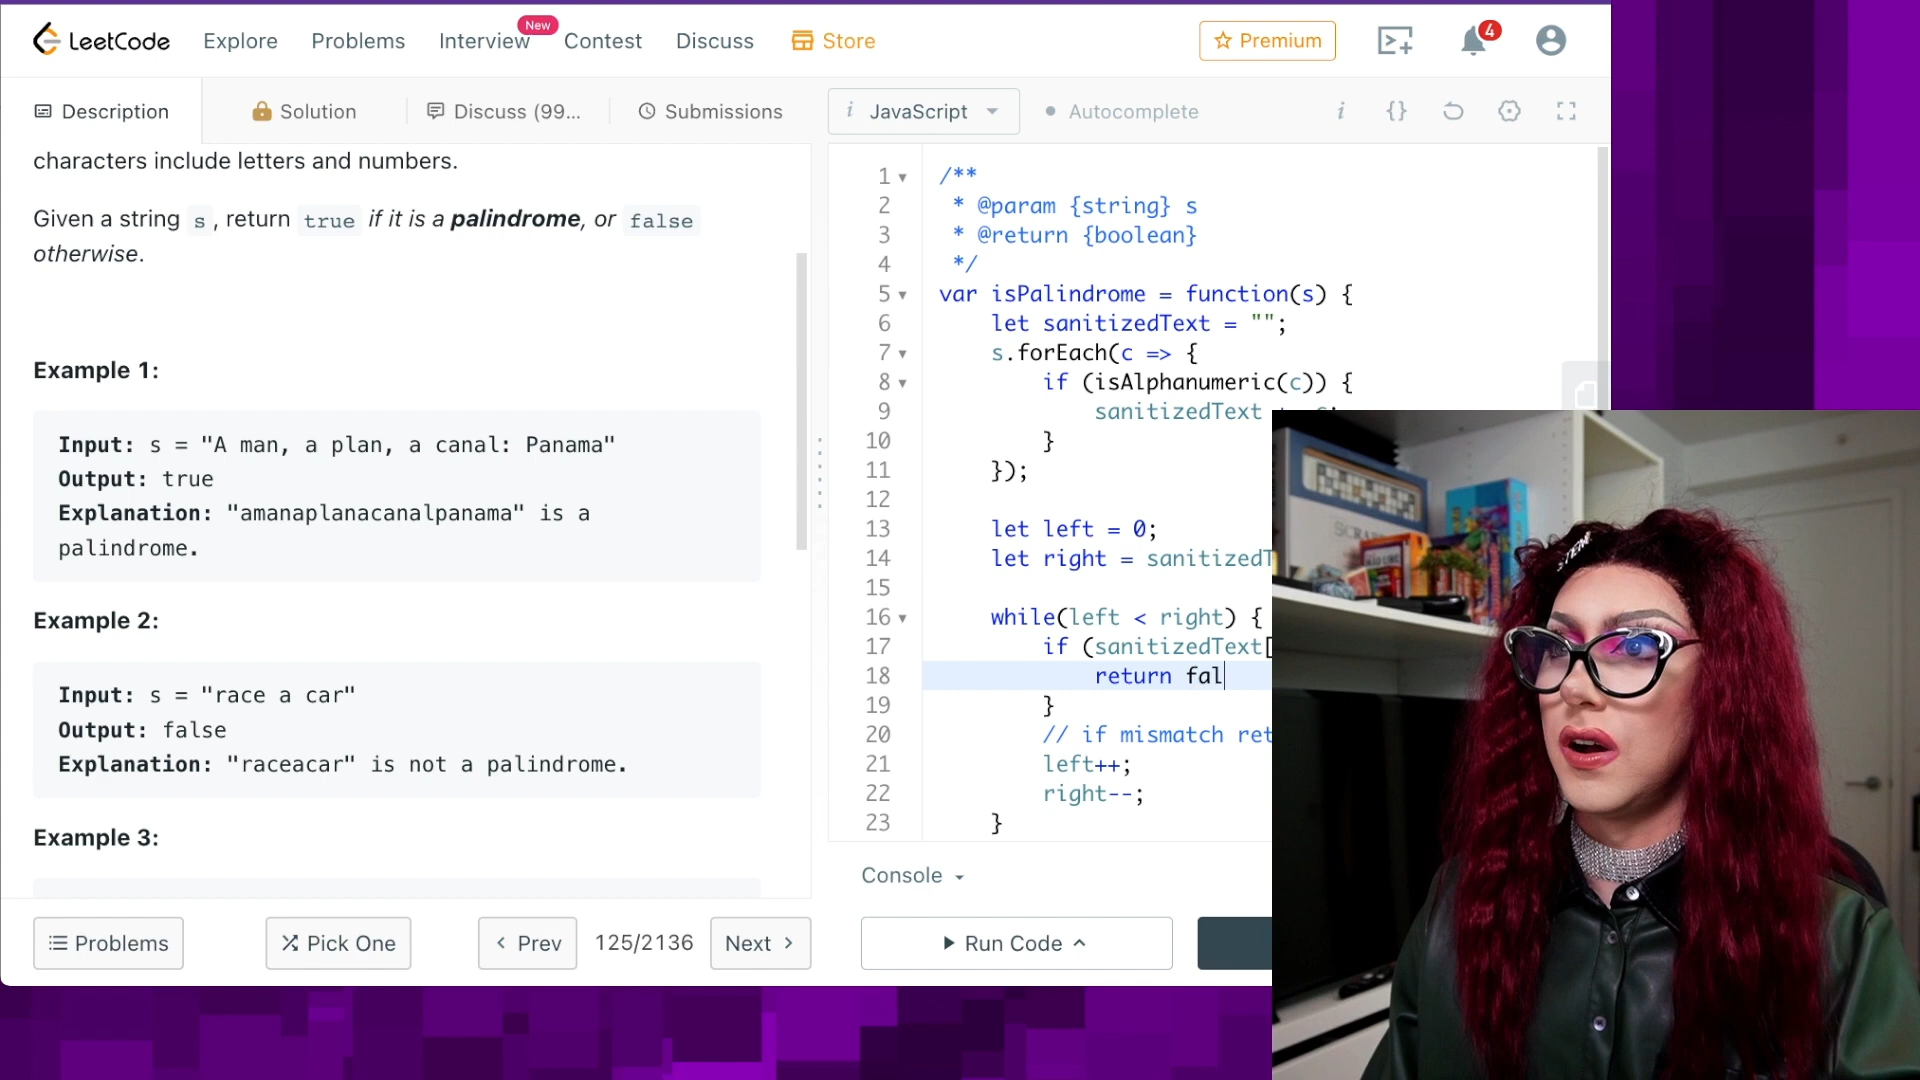 LeetCode
Explore
Problems
Interview
New
Contest
Discuss
Store
Premium
4
Description
Solution
Discuss (99...
Submissions
JavaScript
Autocomplete
characters include letters and numbers.
Given a string s, return true if it is a palindrome, or false
otherwise.
Example 1:
Input: s = "A man, a plan, a canal: Panama"
Output: true
Explanation: "amanaplanacanalpanama" is a
palindrome.
Example 2:
Input: s = "race a car"
Output: false
Explanation: "raceacar" is not a palindrome.
Example 3:
Problems
Pick One
Prev
125/2136
Next
1 /**
2 * @param {string} s
3 * @return {boolean}
4 */
5 var isPalindrome = function(s) {
6 let sanitizedText = "";
7 s.forEach(c => {
8 if (isAlphanumeric(c)) {
9 sanitizedText
10 }
11 });
12
13 let left = 0;
14 let right = sanitizedT
15
16 while(left < right) {
17 if (sanitizedText[
18 return fal
19 }
20 // if mismatch ret
21 left++;
22 right--;
23 }
Console
Run Code